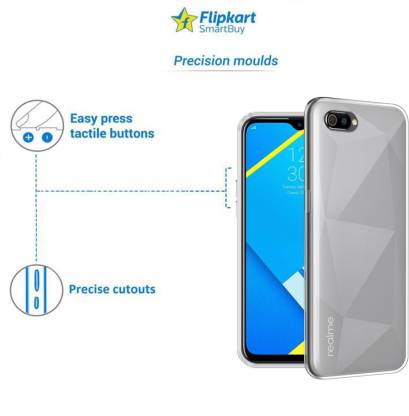 Flipkart
SmartBuy
Precision moulds
Easy press
tactile buttons
Precise cutouts
realme